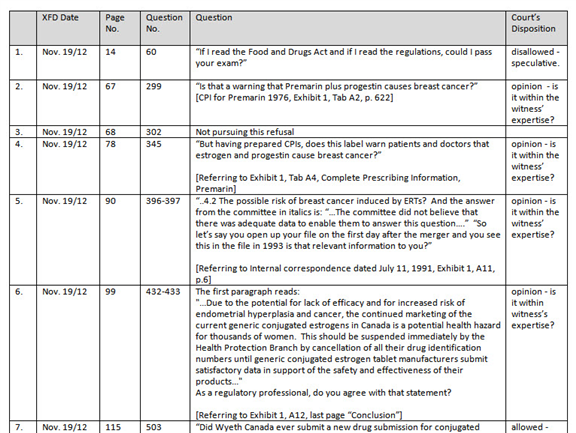 XFD Date Page No. Question No. Question Court's Disposition
1. Nov. 19/12 14 60 "If I read the Food and Drugs Act and if I read the regulations, could I pass disallowed -
your exam?" speculative.
2. Nov. 19/12 67 299 "Is that a warning that Premarin plus progestin causes breast cancer?" opinion - is
[CPI for Premarin 1976, Exhibit 1, Tab A2, p. 622] it within the
witness'
expertise?
3. Nov. 19/12 68 302 Not pursuing this refusal
4. Nov. 19/12 78 345 "But having prepared CPIs, does this label warn patients and doctors that opinion - is
estrogen and progestin cause breast cancer?" it within the
witness'
[Referring to Exhibit 1, Tab A4, Complete Prescribing Information, expertise?
Premarin]
5. Nov. 19/12 90 396-397 "..4.2 The possible risk of breast cancer induced by ERTs? And the answer opinion - is
from the committee in italics is: "...The committee did not believe that it within the
there was adequate data to enable them to answer this question...." "So witness'
let's say you open up your file on the first day after the merger and you see expertise?
this in the file in 1993 is that relevant information to you?"
[Referring to Internal correspondence dated July 11, 1991, Exhibit 1, A11,
p.6]
6. Nov. 19/12 99 432-433 The first paragraph reads: opinion - is
"...Due to the potential for lack of efficacy and for increased risk of it within
endometrial hyperplasia and cancer, the continued marketing of the witness's
current generic conjugated estrogens in Canada is a potential health hazard expertise?
for thousands of women. This should be suspended immediately by the
Health Protection Branch by cancellation of all their drug identification
numbers until generic conjugated estrogen tablet manufacturers submit
satisfactory data in support of the safety and effectiveness of their
products..."
As a regulatory professional, do you agree with that statement?
[Referring to Exhibit 1, A12, last page "Conclusion"]
7. Nov. 19/12 115 503 "Did Wyeth Canada ever submit a new drug submission for conjugated allowed -